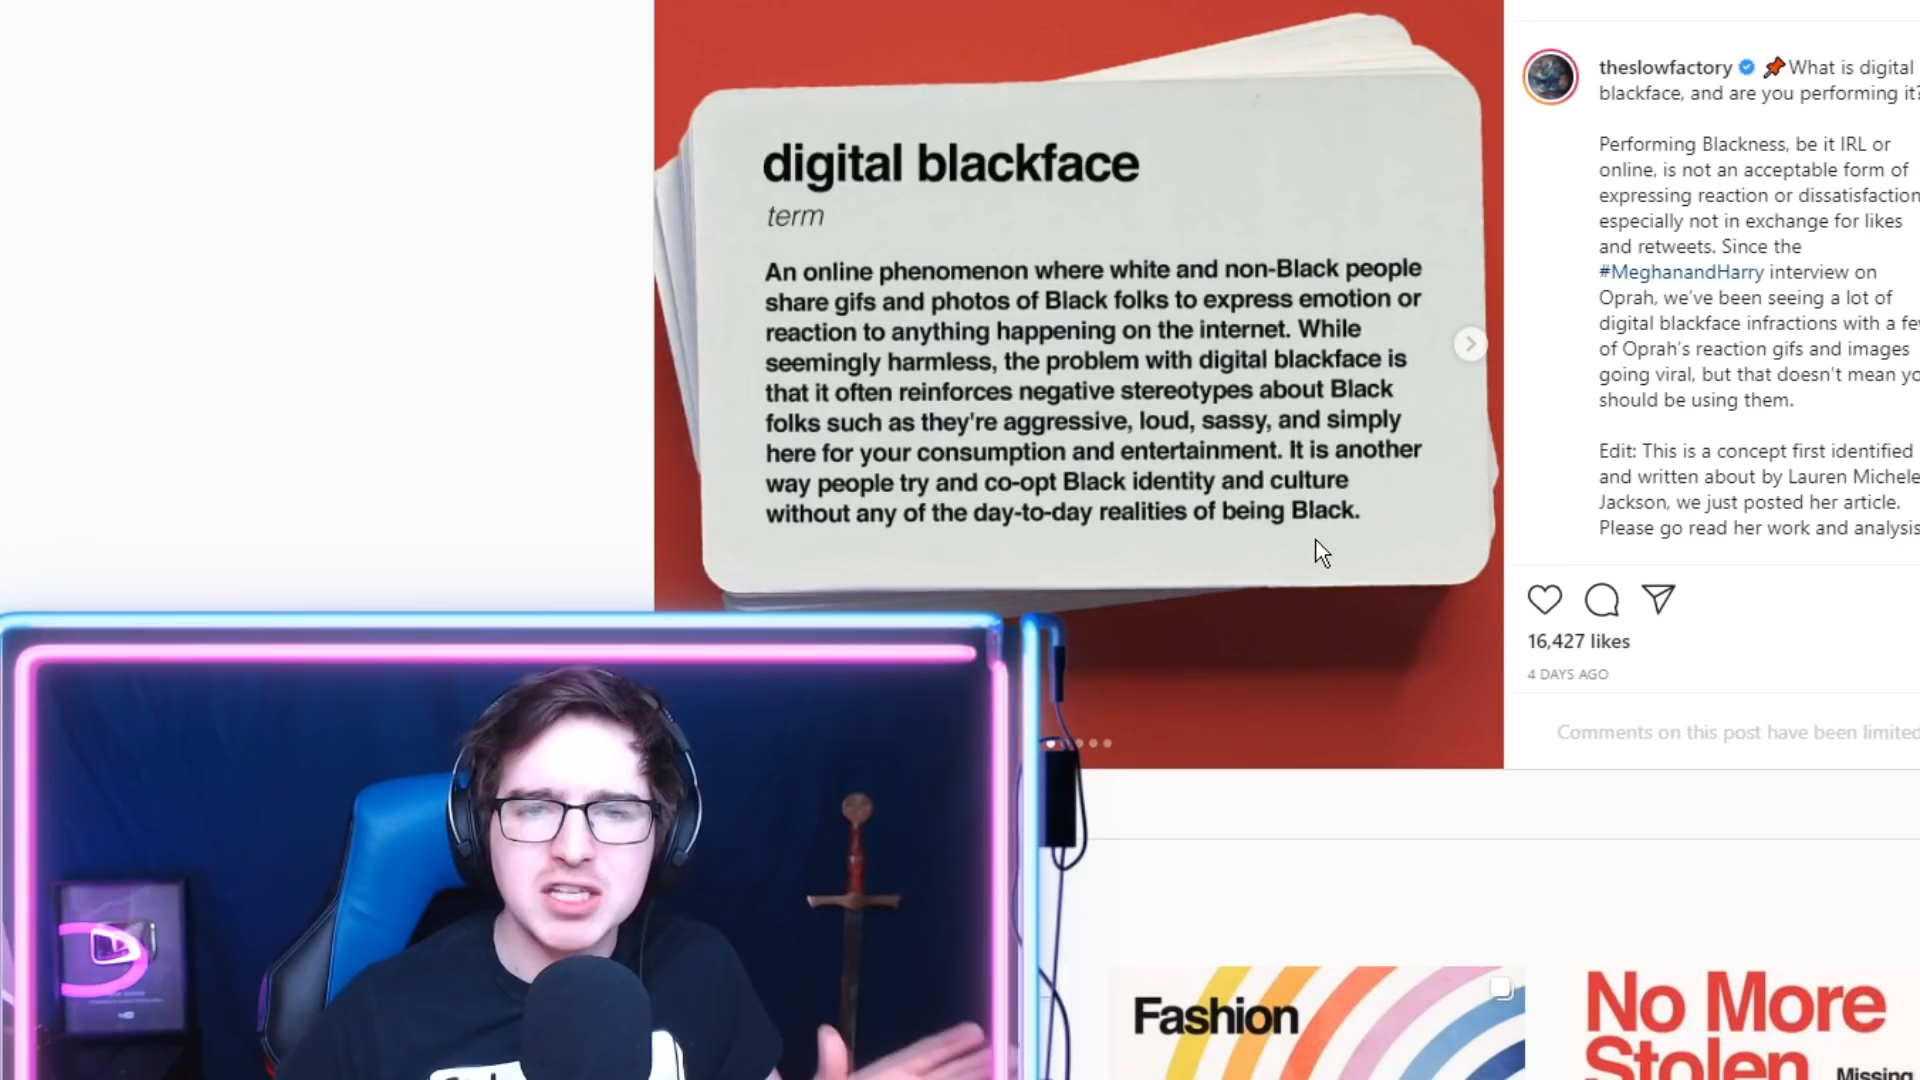 digital blackface
term
An online phenomenon where white and non-Black people
share gifs and photos of Black folks to express emotion or
reaction to anything happening on the internet. While
seemingly harmless, the problem with digital blackface is
that it often reinforces negative stereotypes about Black
folks such as they're aggressive, loud, sassy, and simply
here for your consumption and entertainment. It is another
way people try and co-opt Black identity and culture
without any of the day-to-day realities of being Black.
theslowfactory What is digital
blackface, and are you performing it?
Performing Blackness, be it IRL or
online, is not an acceptable form of
expressing reaction or dissatisfaction
especially not in exchange for likes
and retweets. Since the
#MeghanandHarry interview on
Oprah, we've been seeing a lot of
digital blackface infractions with a few
of Oprah's reaction gifs and images
going viral, but that doesn't mean yo
should be using them.
Edit: This is a concept first identified
and written about by Lauren Michele
Jackson, we just posted her article.
Please go read her work and analysis
16,427 likes
4 DAYS AGO
Comments on this post have been limited
Fashion
No More
Stolen
Missing